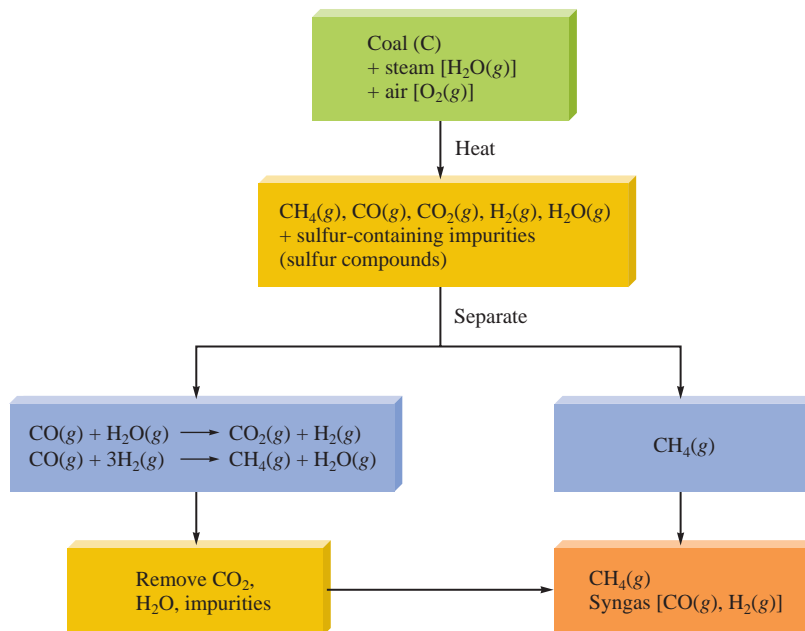 Coal (C)
+ steam [H₂O(g)]
+ air [O₂(g)]
Heat
CH₄(g), CO(g), CO₂(g), H₂(g), H₂O(g)
+ sulfur-containing impurities
(sulfur compounds)
Separate
CO(g) + H₂O(g) ⟶ CO₂(g) + H₂(g)
CO(g) + 3H₂(g) ⟶ CH₄(g) + H₂O(g)
CH₄(g)
Remove CO₂,
H₂O, impurities
CH₄(g)
Syngas [CO(g), H₂(g)]